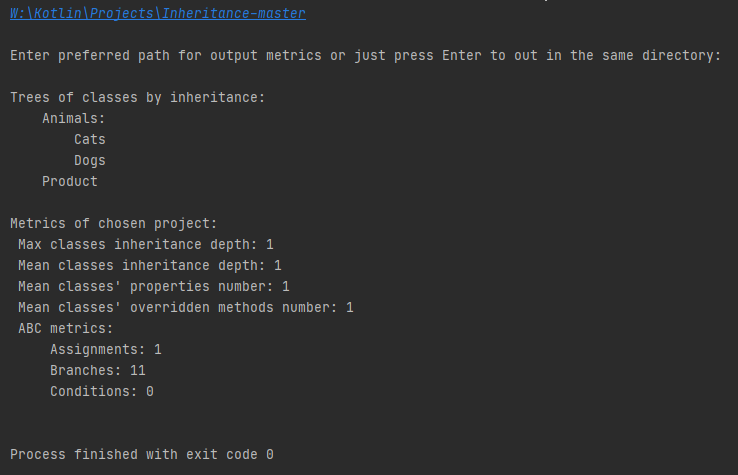 W:\Kotlin\Projects\Inheritance-master
Enter preferred path for output metrics or just press Enter to out in the same directory:
Trees of classes by inheritance:
Animals:
Cats
Dogs
Product
Metrics of chosen project:
Max classes inheritance depth: 1
Mean classes inheritance depth: 1
Mean classes' properties number: 1
Mean classes' overridden methods number: 1
ABC metrics:
Assignments: 1
Branches: 11
Conditions: 0
Process finished with exit code 0